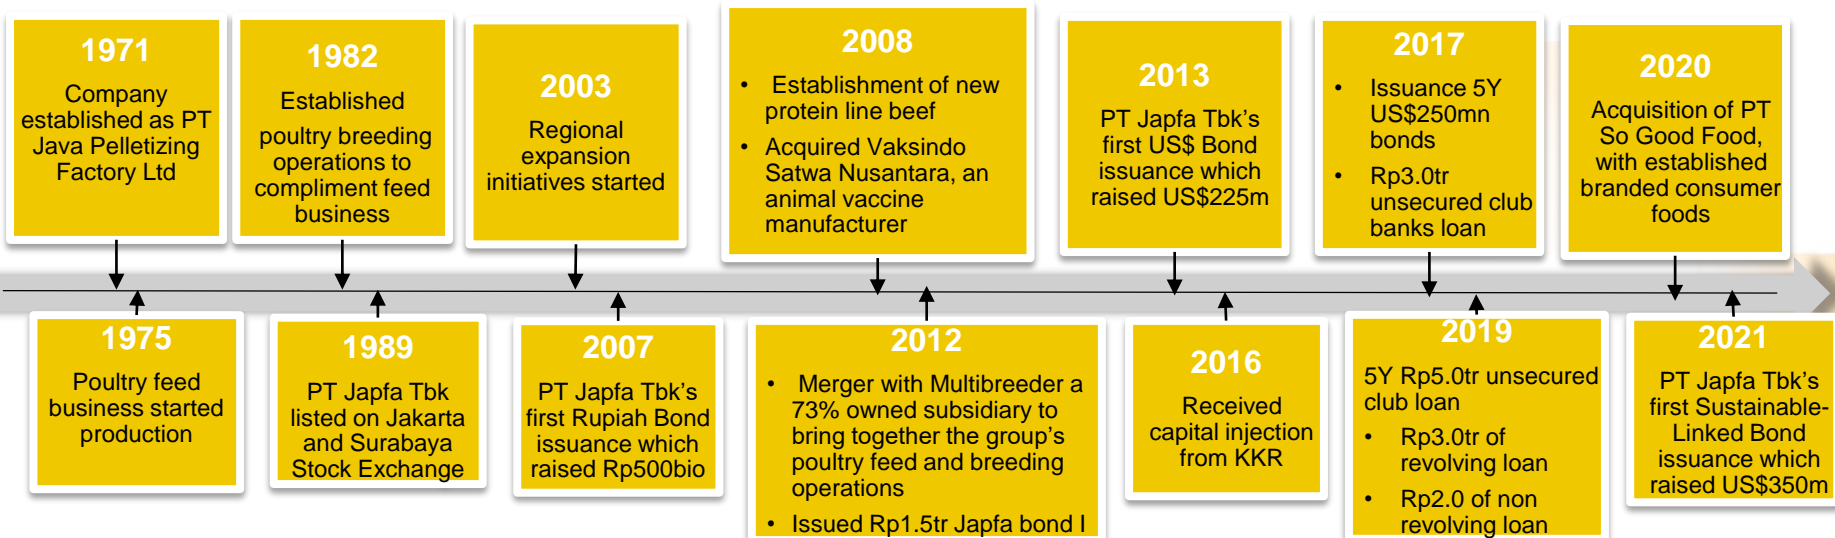 1971
Company
established as PT
Java Pelletizing
Factory Ltd
1982
Established
poultry breeding
operations to
compliment feed
business
2003
Regional
expansion
initiatives started
2008
• Establishment of new
protein line beef
• Acquired Vaksindo
Satwa Nusantara, an
animal vaccine
manufacturer
2013
PT Japfa Tbk's
first US$ Bond
issuance which
raised US$225m
2017
• Issuance 5Y
US$250mn
bonds
• Rp3.0tr
unsecured club
banks loan
2020
Acquisition of PT
So Good Food,
with established
branded consumer
foods
1975
Poultry feed
business started
production
1989
PT Japfa Tbk
listed on Jakarta
and Surabaya
Stock Exchange
2007
PT Japfa Tbk's
first Rupiah Bond
issuance which
raised Rp500bio
2012
• Merger with Multibreeder a
73% owned subsidiary to
bring together the group's
poultry feed and breeding
operations
• Issued Rp1.5tr Japfa bond I
2016
Received
capital injection
from KKR
2019
5Y Rp5.0tr unsecured
club loan
• Rp3.0tr of
revolving loan
• Rp2.0 of non
revolving loan
2021
PT Japfa Tbk's
first Sustainable-
Linked Bond
issuance which
raised US$350m